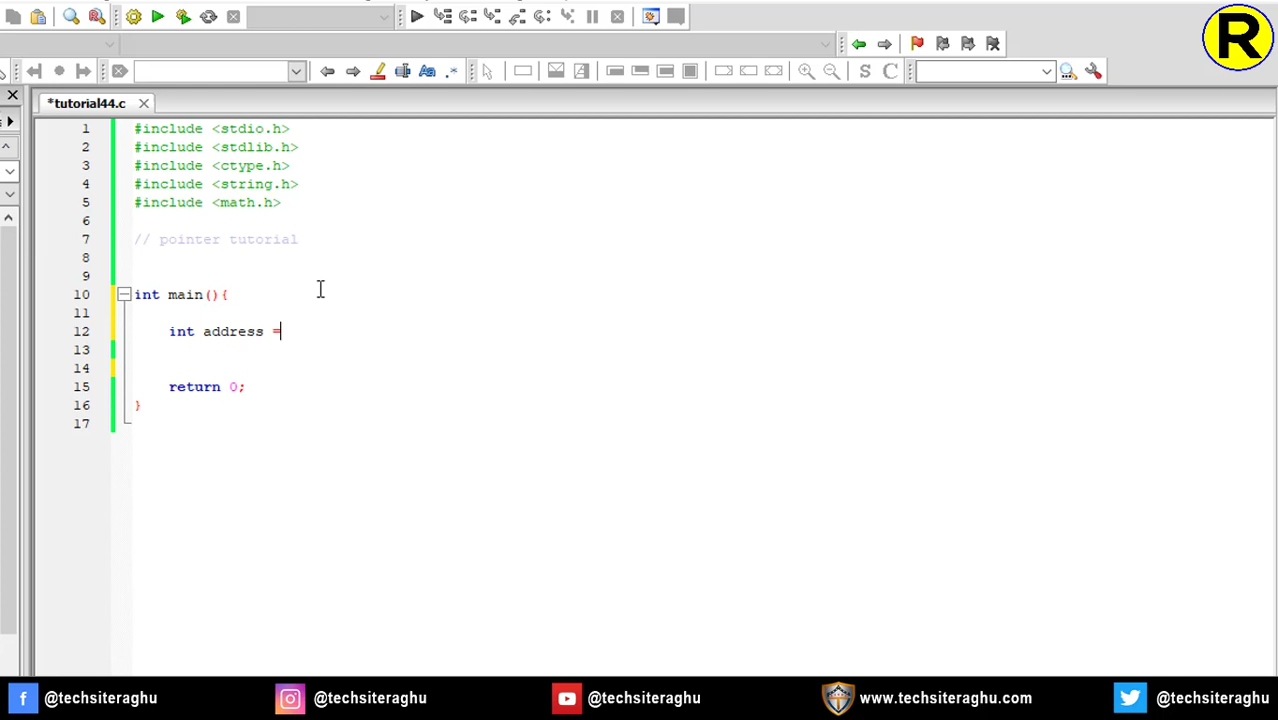 R
*tutorial44.c
1 #include <stdio.h>
2 #include <stdlib.h>
3 #include <ctype.h>
4 #include <string.h>
5 #include <math.h>
6
7 // pointer tutorial
8
9
10 int main(){
11
12 int address =
13
14
15 return 0;
16 }
17
@techsiteraghu @techsiteraghu @techsiteraghu www.techsiteraghu.com @techsiteraghu